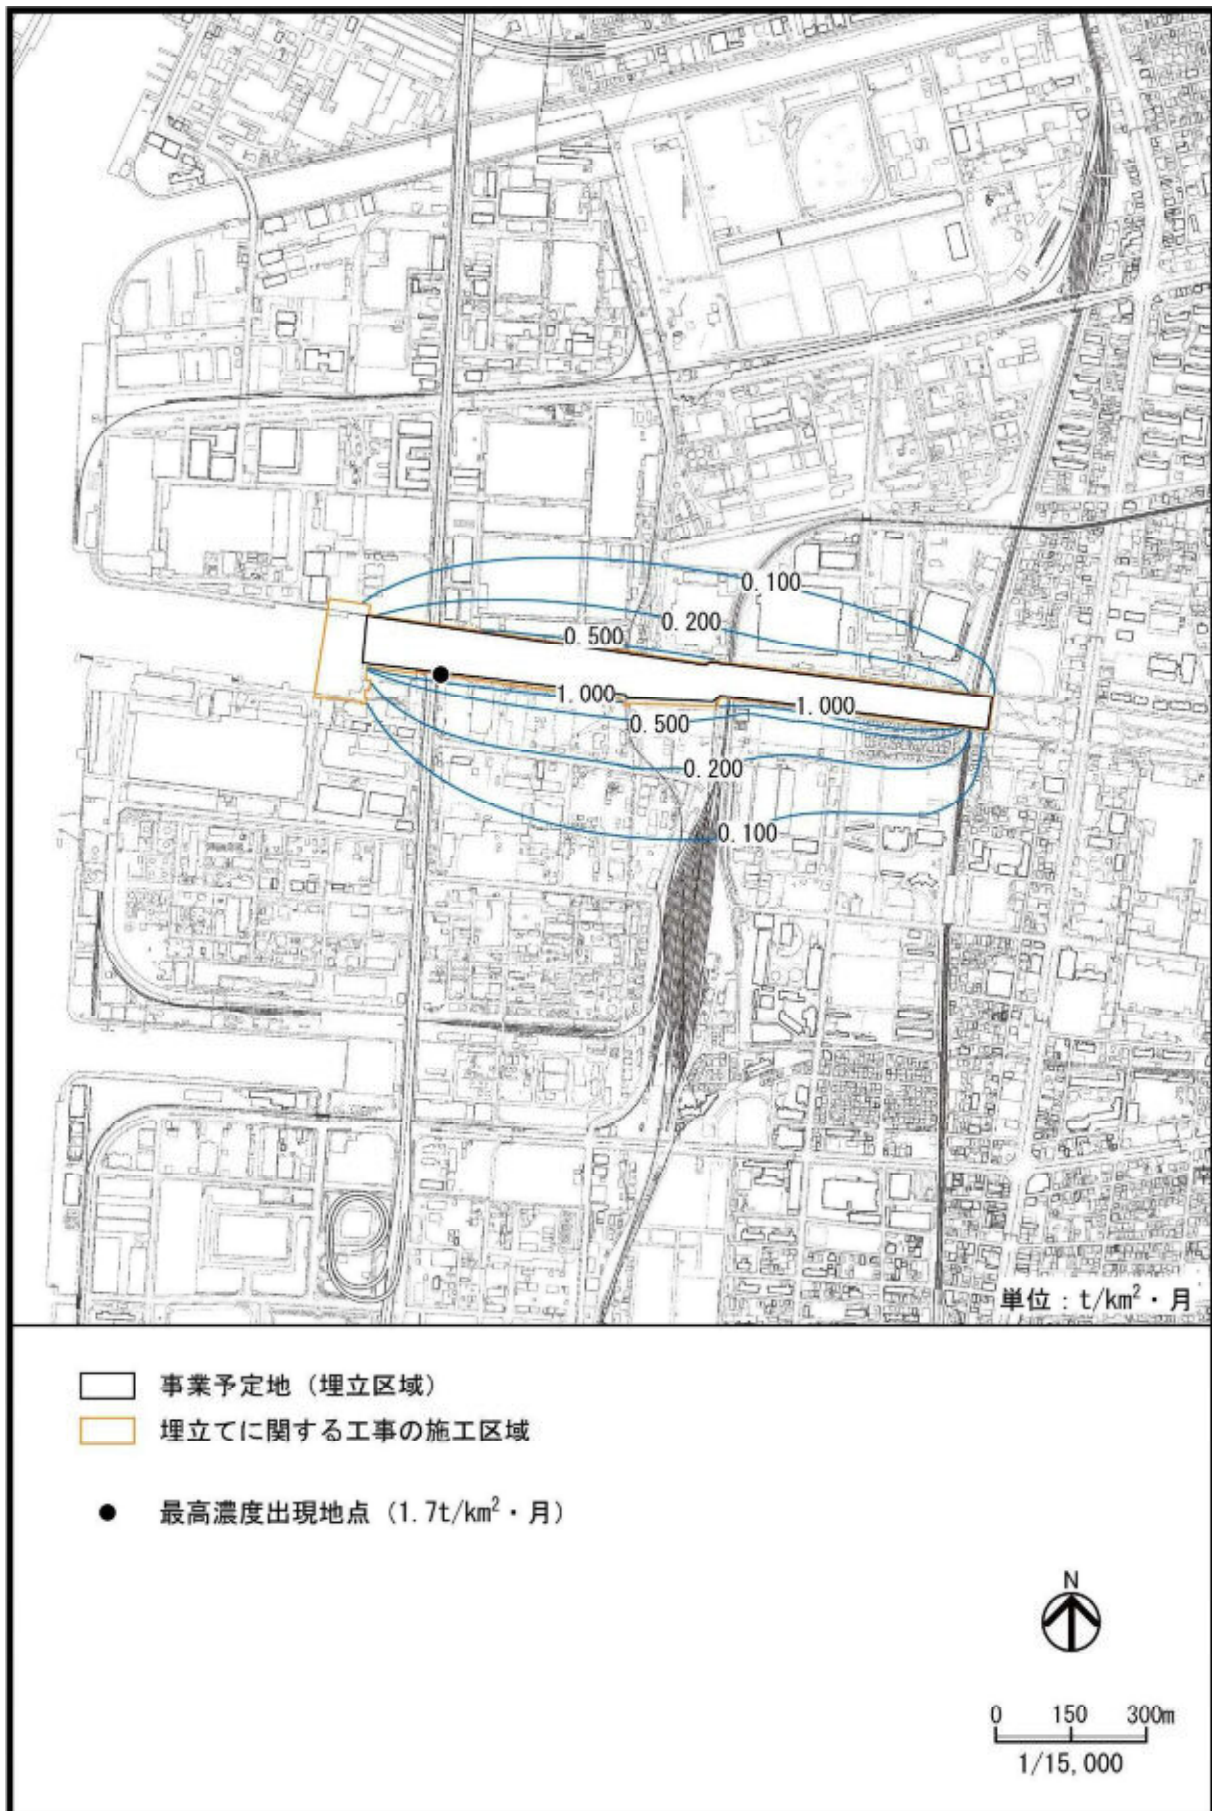 0.100
0.200
0.500
1.000
1.000
0.500
0.200
0.100
単位：t/km²・月
事業予定地（埋立区域）
埋立てに関する工事の施工区域
最高濃度出現地点（1.7t/km²・月）
N
0 150 300m
1/15,000